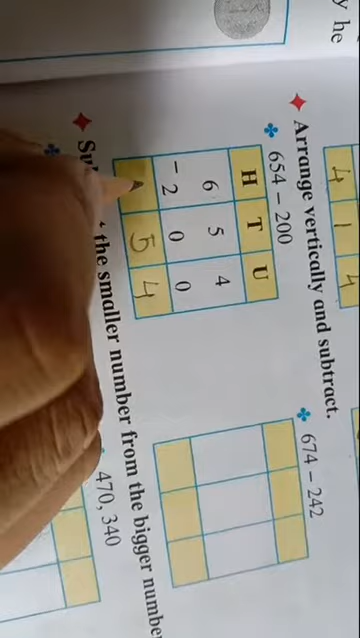 y he
4 1 4
Arrange vertically and subtract.
654 – 200
H T U
6 5 4
– 2 0 0
5 4
674 – 242
the smaller number from the bigger
470, 340